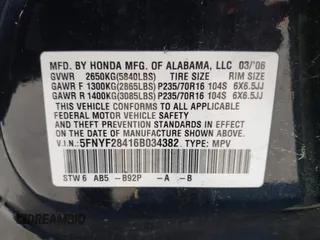 MFD. BY HONDA MFG. OF ALABAMA, LLC 03/06
GVWR 2650KG(5840LBS) TIRE SIZE RIM SIZE
GAWR F 1300KG(2865LBS)P235/70R16 104S 6X6.5JJ
GAWR R 1400KG(3085LBS)P235/70R16 104S 6X6.5JJ
THIS VEHICLE CONFORMS TO ALL APPLICABLE FEDERAL MOTOR VEHICLE SAFETY STANDARDS IN EFFECT ON THE DATE OF MANUFACTURE SHOWN ABOVE.
V.I.N.: 5FNYF28416B034382 TYPE: MPV
STW 6 AB5 -B92P -A -B
DREAMBID